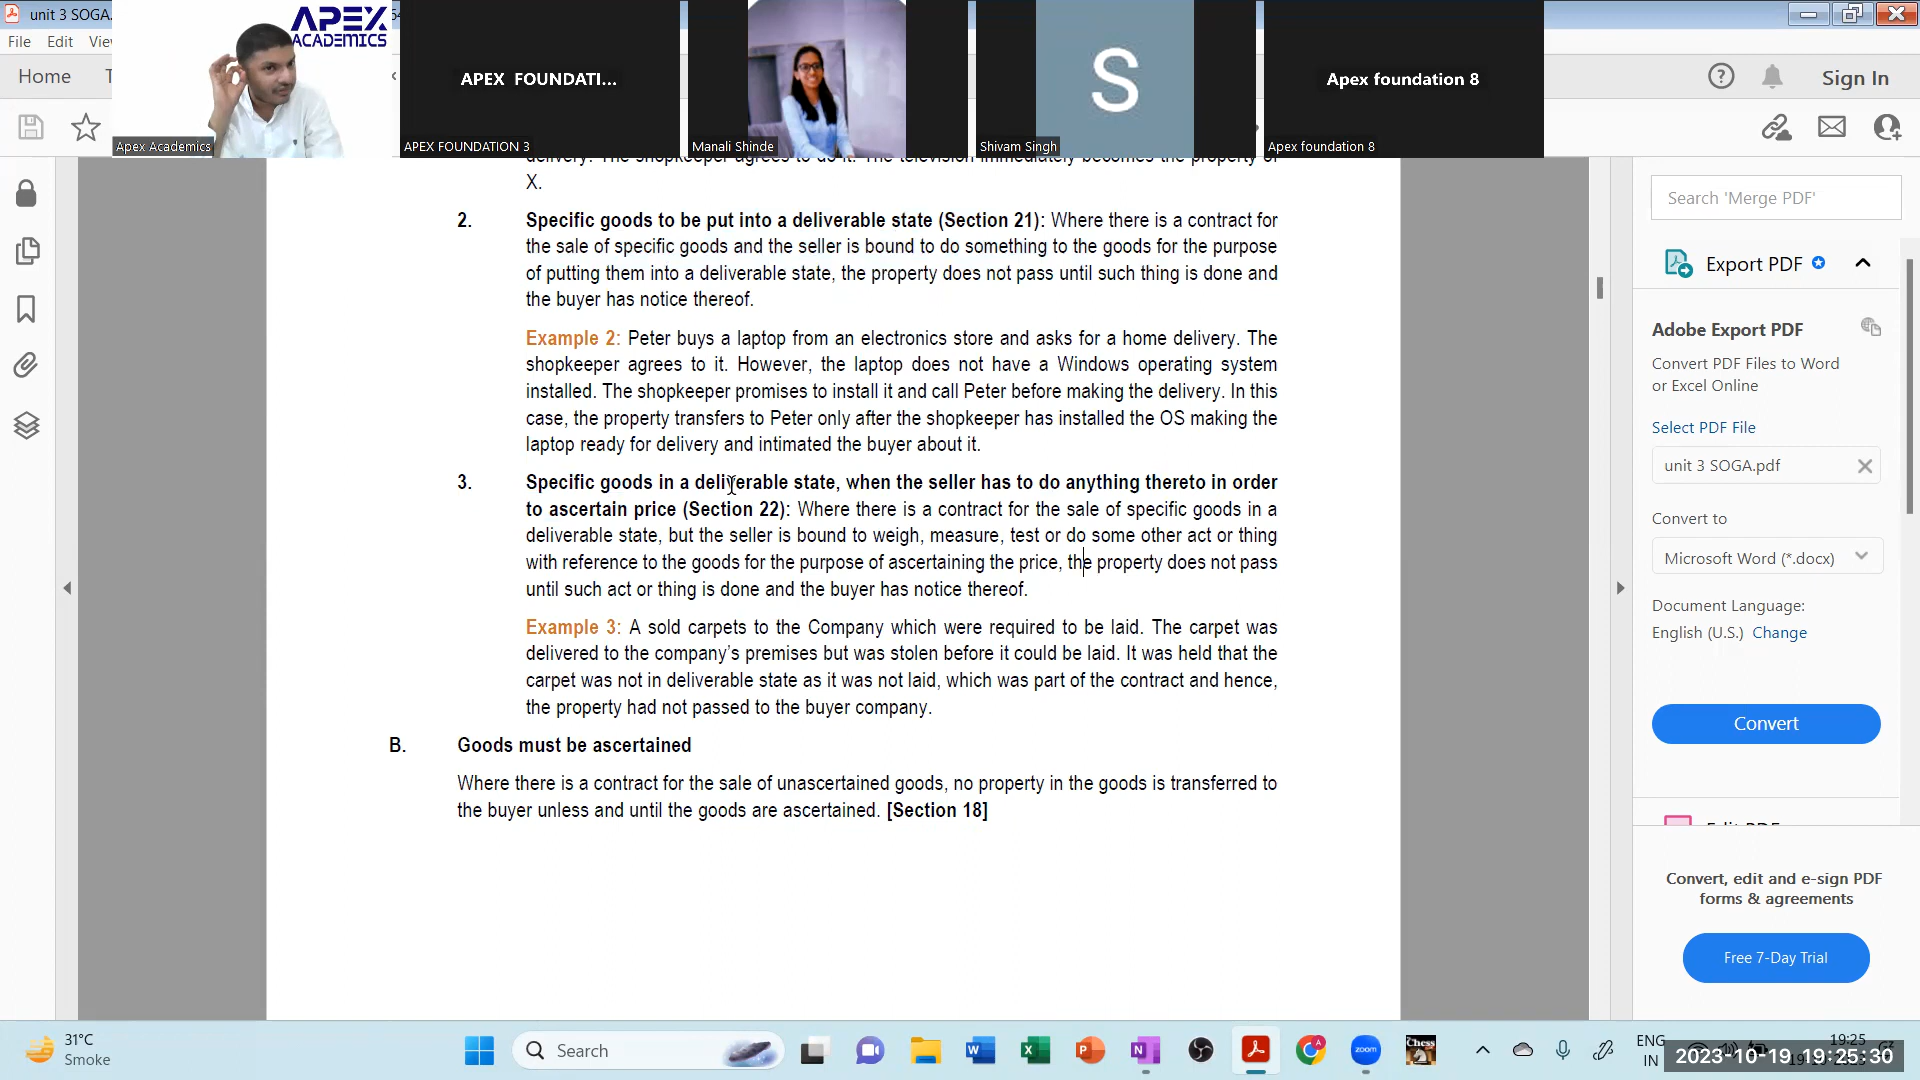 unit 3 SOGA.
File Edit
Home
APEX
ACADEMICS
Apex Academics
APEX FOUNDATI...
APEX FOUNDATION 3
Manali Shinde
S
Shivam Singh
Apex foundation 8
Apex foundation 8
Sign In
delivery. The shopkeeper agrees to do it. The television immediately becomes the property of
X.
2. Specific goods to be put into a deliverable state (Section 21): Where there is a contract for
the sale of specific goods and the seller is bound to do something to the goods for the purpose
of putting them into a deliverable state, the property does not pass until such thing is done and
the buyer has notice thereof.
Example 2: Peter buys a laptop from an electronics store and asks for a home delivery. The
shopkeeper agrees to it. However, the laptop does not have a Windows operating system
installed. The shopkeeper promises to install it and call Peter before making the delivery. In this
case, the property transfers to Peter only after the shopkeeper has installed the OS making the
laptop ready for delivery and intimated the buyer about it.
3. Specific goods in a deliverable state, when the seller has to do anything thereto in order
to ascertain price (Section 22): Where there is a contract for the sale of specific goods in a
deliverable state, but the seller is bound to weigh, measure, test or do some other act or thing
with reference to the goods for the purpose of ascertaining the price, the property does not pass
until such act or thing is done and the buyer has notice thereof.
Example 3: A sold carpets to the Company which were required to be laid. The carpet was
delivered to the company's premises but was stolen before it could be laid. It was held that the
carpet was not in deliverable state as it was not laid, which was part of the contract and hence,
the property had not passed to the buyer company.
B. Goods must be ascertained
Where there is a contract for the sale of unascertained goods, no property in the goods is transferred to
the buyer unless and until the goods are ascertained. [Section 18]
Search 'Merge PDF'
Export PDF
Adobe Export PDF
Convert PDF Files to Word
or Excel Online
Select PDF File
unit 3 SOGA.pdf
Convert to
Microsoft Word (*.docx)
Document Language:
English (U.S.) Change
Convert
Convert, edit and e-sign PDF
forms & agreements
Free 7-Day Trial
31°C
Smoke
Search
zoom
Chess
ENG
IN
19:25
2023-10-19 19:25:30